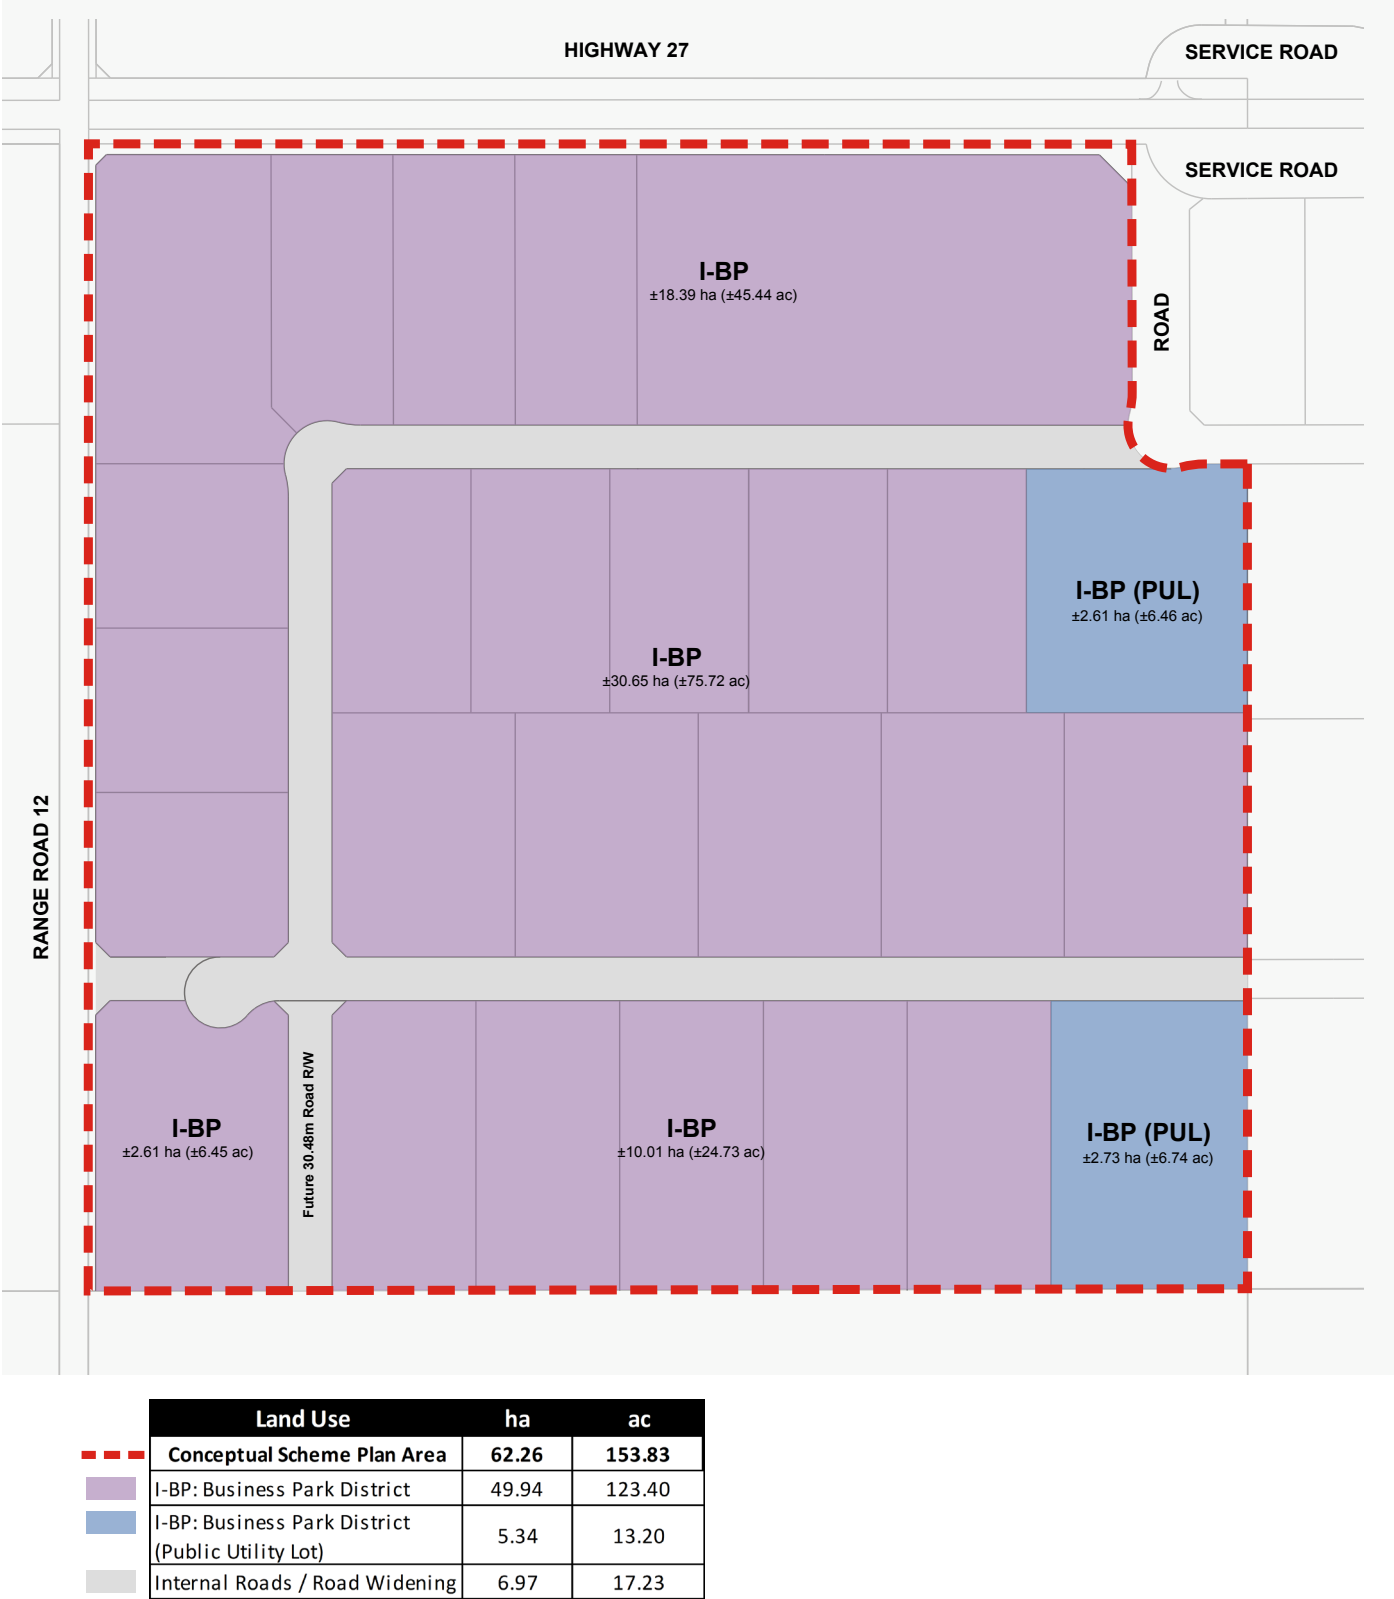 HIGHWAY 27
SERVICE ROAD
SERVICE ROAD
I-BP
±18.39 ha (±45.44 ac)
ROAD
I-BP (PUL)
±2.61 ha (±6.46 ac)
I-BP
±30.65 ha (±75.72 ac)
RANGE ROAD 12
Future 30.48m Road R/W
I-BP
±2.61 ha (±6.45 ac)
I-BP
±10.01 ha (±24.73 ac)
I-BP (PUL)
±2.73 ha (±6.74 ac)
Land Use ha ac
Conceptual Scheme Plan Area 62.26 153.83
I-BP: Business Park District 49.94 123.40
I-BP: Business Park District
(Public Utility Lot) 5.34 13.20
Internal Roads / Road Widening 6.97 17.23